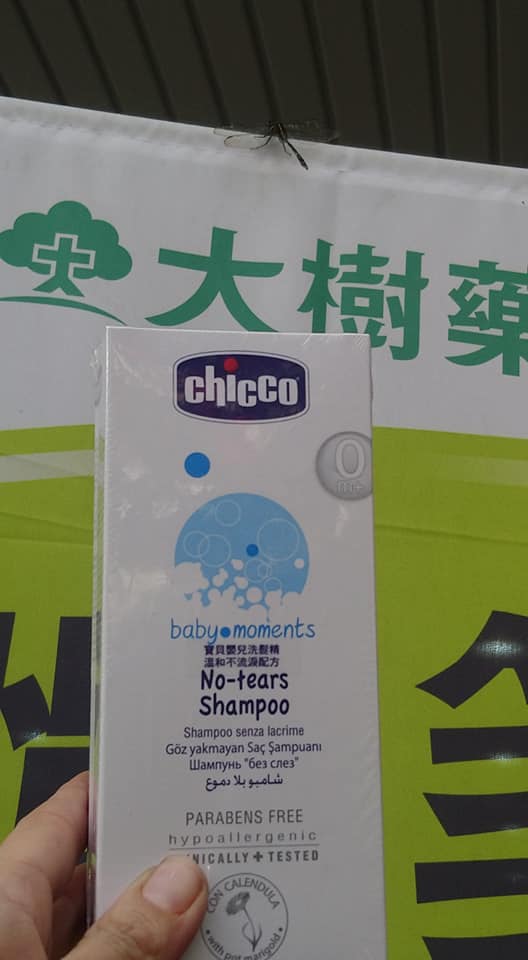 大樹藥
chicco
0
m+
baby moments
寶貝嬰兒洗髮精
溫和不流淚配方
No-tears
Shampoo
Shampoo senza lacrime
Göz yakmayan Saç Şampuanı
Шампунь "без слез"
شامبو بلا دموع
PARABENS FREE
hypoallergenic
NICALLY + TESTED
CON CALENDULA
with pot marigold